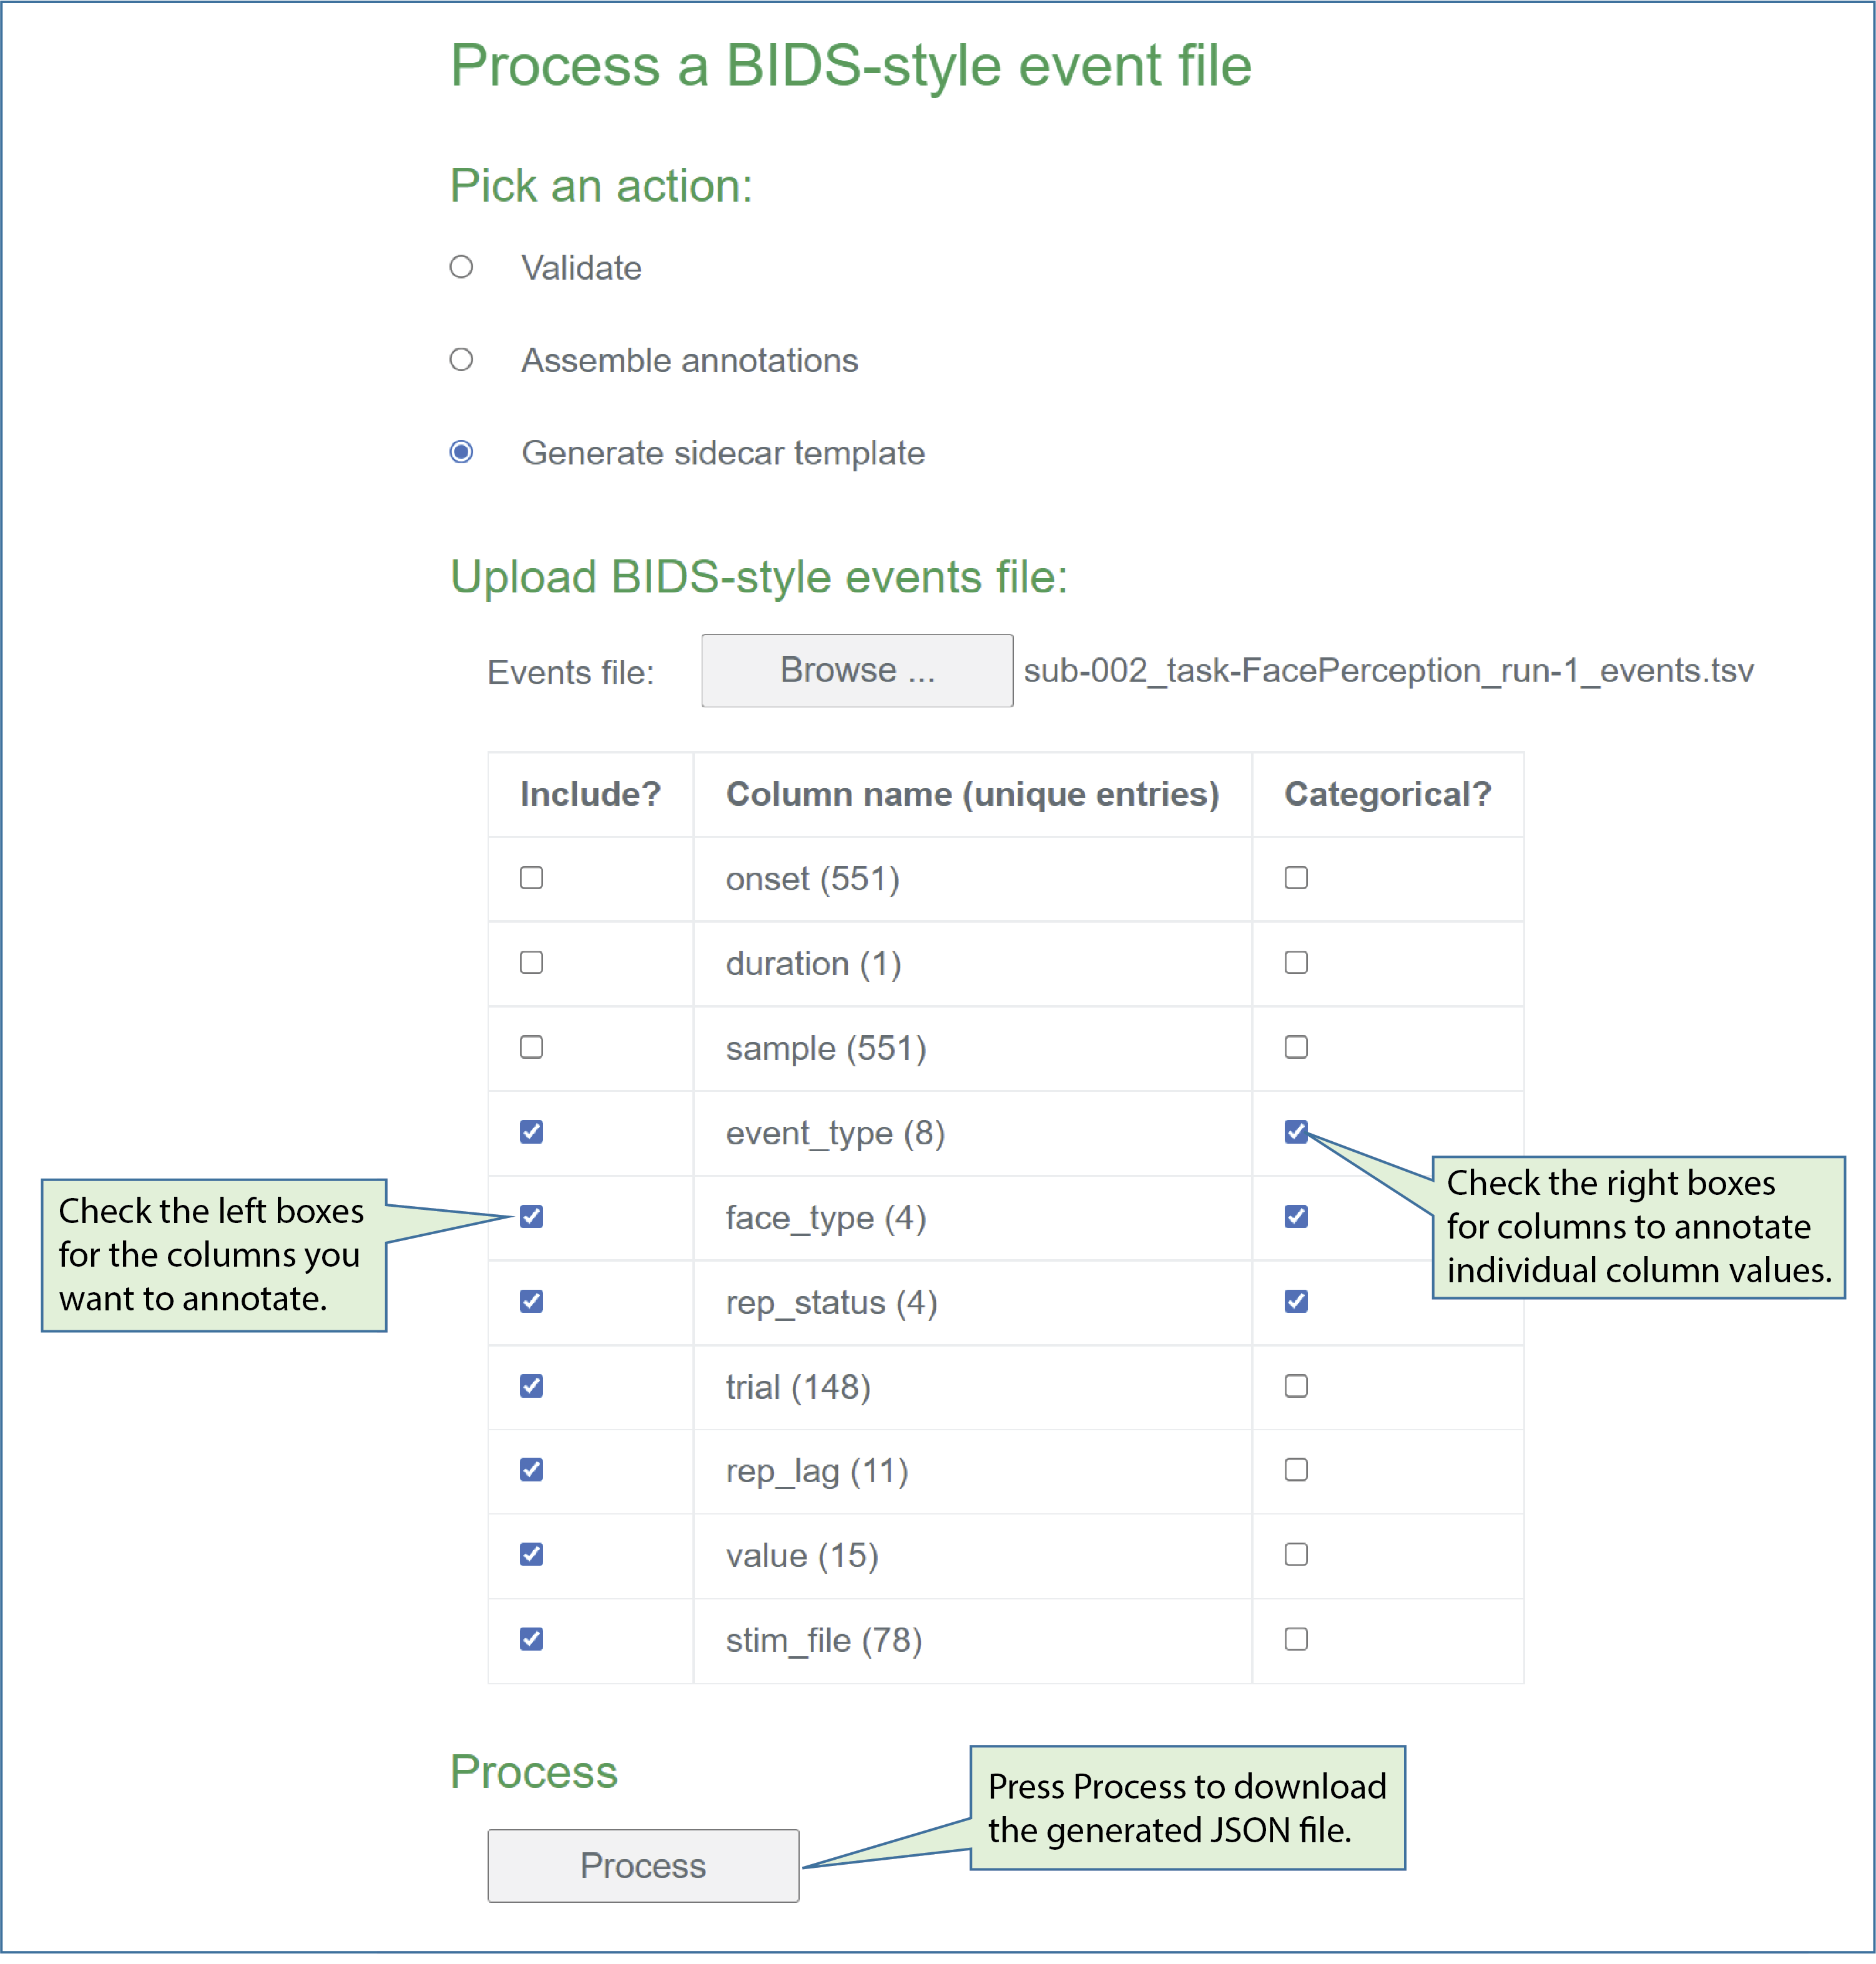 Process a BIDS-style event file
Pick an action:
Validate
Assemble annotations
Generate sidecar template
Upload BIDS-style events file:
Events file: Browse ... sub-002_task-FacePerception_run-1_events.tsv
Include? Column name (unique entries) Categorical?
onset (551)
duration (1)
sample (551)
event_type (8)
face_type (4)
rep_status (4)
trial (148)
rep_lag (11)
value (15)
stim_file (78)
Check the left boxes
for the columns you
want to annotate.
Check the right boxes
for columns to annotate
individual column values.
Process
Process
Press Process to download
the generated JSON file.